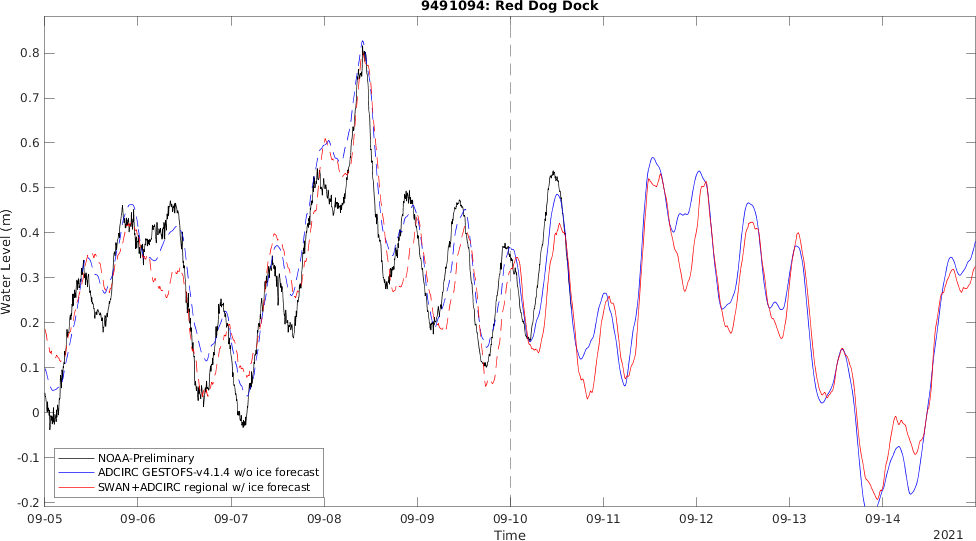 9491094: Red Dog Dock
Water Level (m)
0.8
0.7
0.6
0.5
0.4
0.3
0.2
0.1
0
-0.1
-0.2
NOAA-Preliminary
ADCIRC GESTOFS-v4.1.4 w/o ice forecast
SWAN+ADCIRC regional w/ ice forecast
09-05 09-06 09-07 09-08 09-09 09-10 09-11 09-12 09-13 09-14
Time
2021